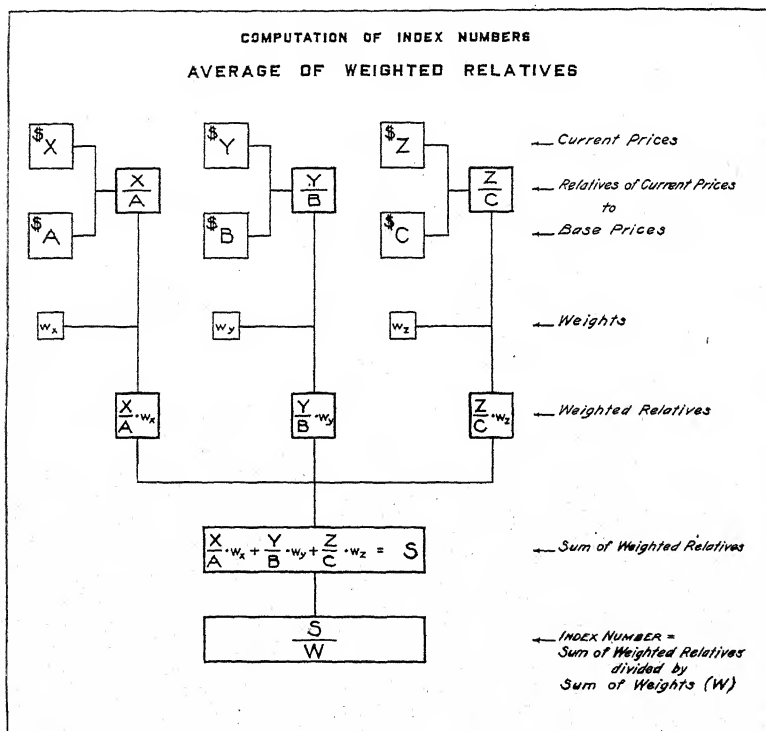 COMPUTATION OF INDEX NUMBERS
AVERAGE OF WEIGHTED RELATIVES
$X $Y $Z ← Current Prices
X/A Y/B Z/C ← Relatives of Current Prices
to
$A $B $C ← Base Prices
wx wy wz ← Weights
X/A·wx Y/B·wy Z/C·wz ← Weighted Relatives
X/A·wx + Y/B·wy + Z/C·wz = S ← Sum of Weighted Relatives
S/W ← INDEX NUMBER =
Sum of Weighted Relatives
divided by
Sum of Weights (W)